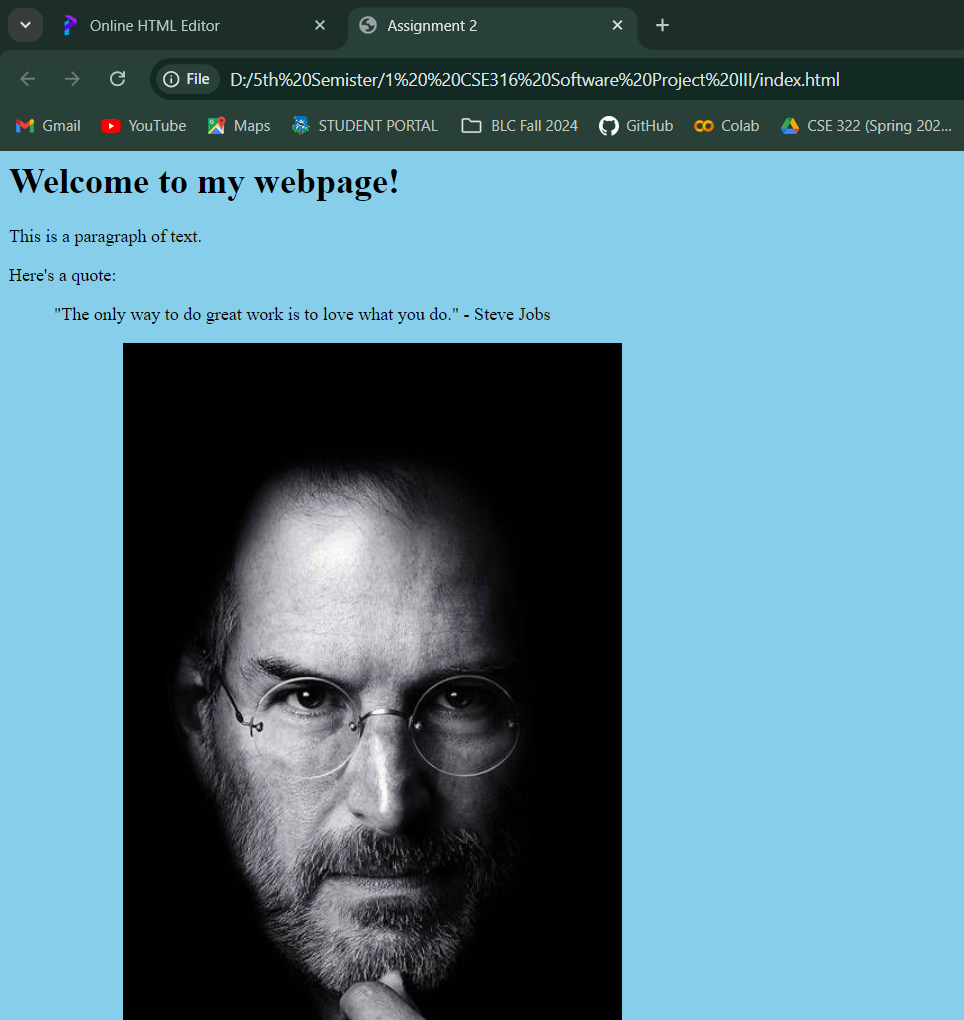 Online HTML Editor
Assignment 2
File D:/5th%20Semister/1%20%20CSE316%20Software%20Project%20III/index.html
Gmail YouTube Maps STUDENT PORTAL BLC Fall 2024 GitHub Colab CSE 322 (Spring 202...
Welcome to my webpage!
This is a paragraph of text.
Here's a quote:
"The only way to do great work is to love what you do." - Steve Jobs